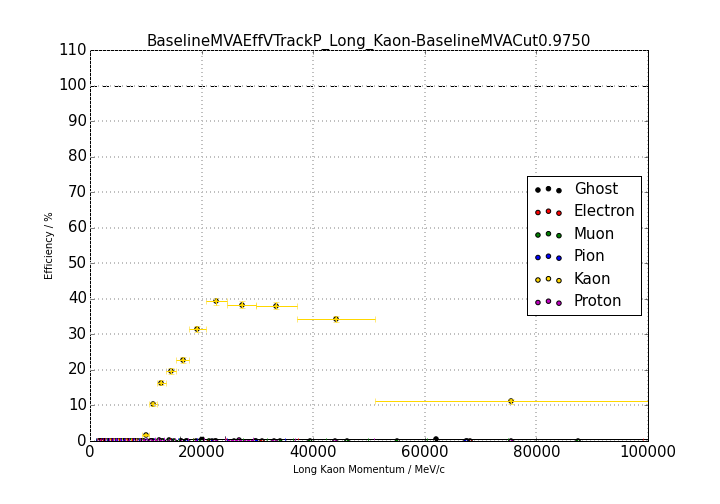 BaselineMVAEffVTrackP_Long_Kaon-BaselineMVACut0.9750
110
100
90
80
70
60
50
40
30
20
10
0
Efficiency / %
Ghost
Electron
Muon
Pion
Kaon
Proton
0
20000
40000
60000
80000
100000
Long Kaon Momentum / MeV/c